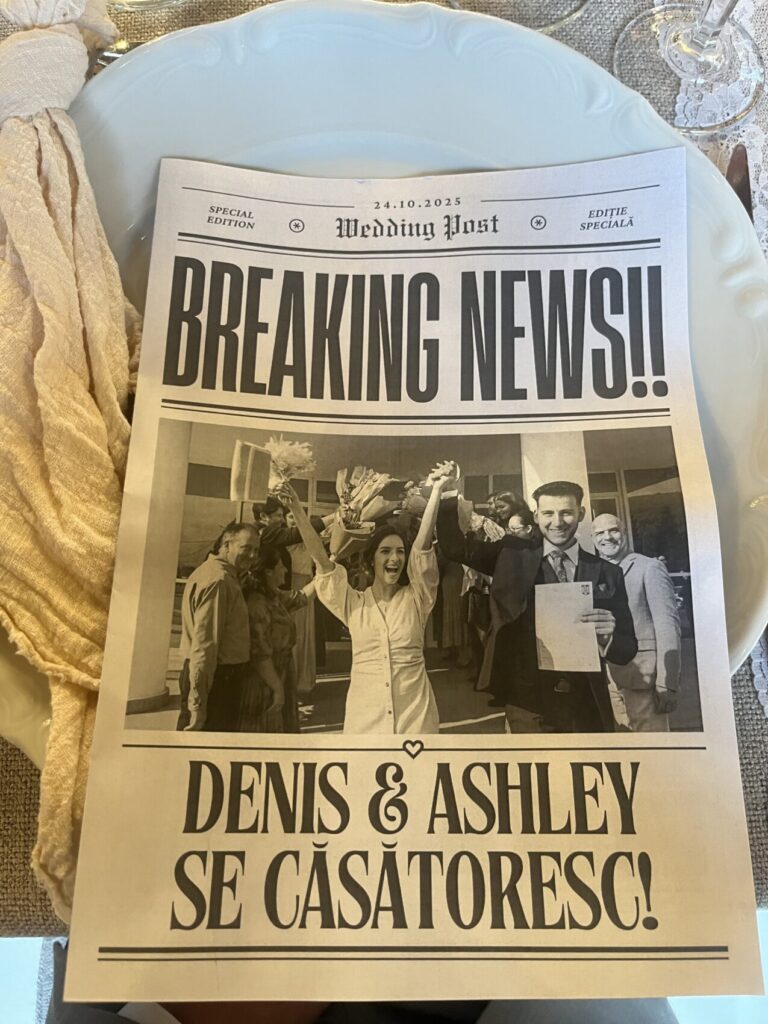 24.10.2025
SPECIAL EDITION
Wedding Post
EDIȚIE SPECIALĂ
BREAKING NEWS!!
DENIS & ASHLEY
SE CĂSĂTORESC!